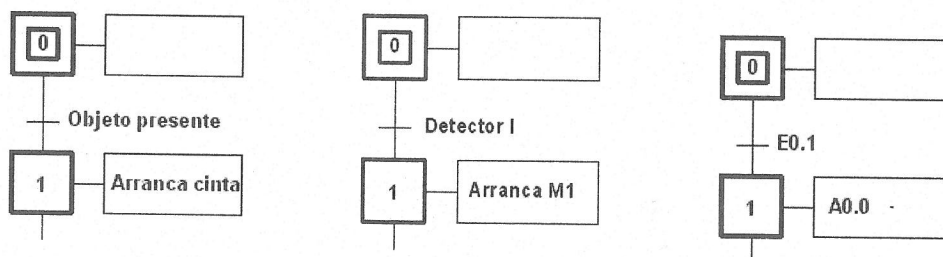 0
Objeto presente
1
Arranca cinta
0
Detector I
1
Arranca M1
0
E0.1
1
A0.0